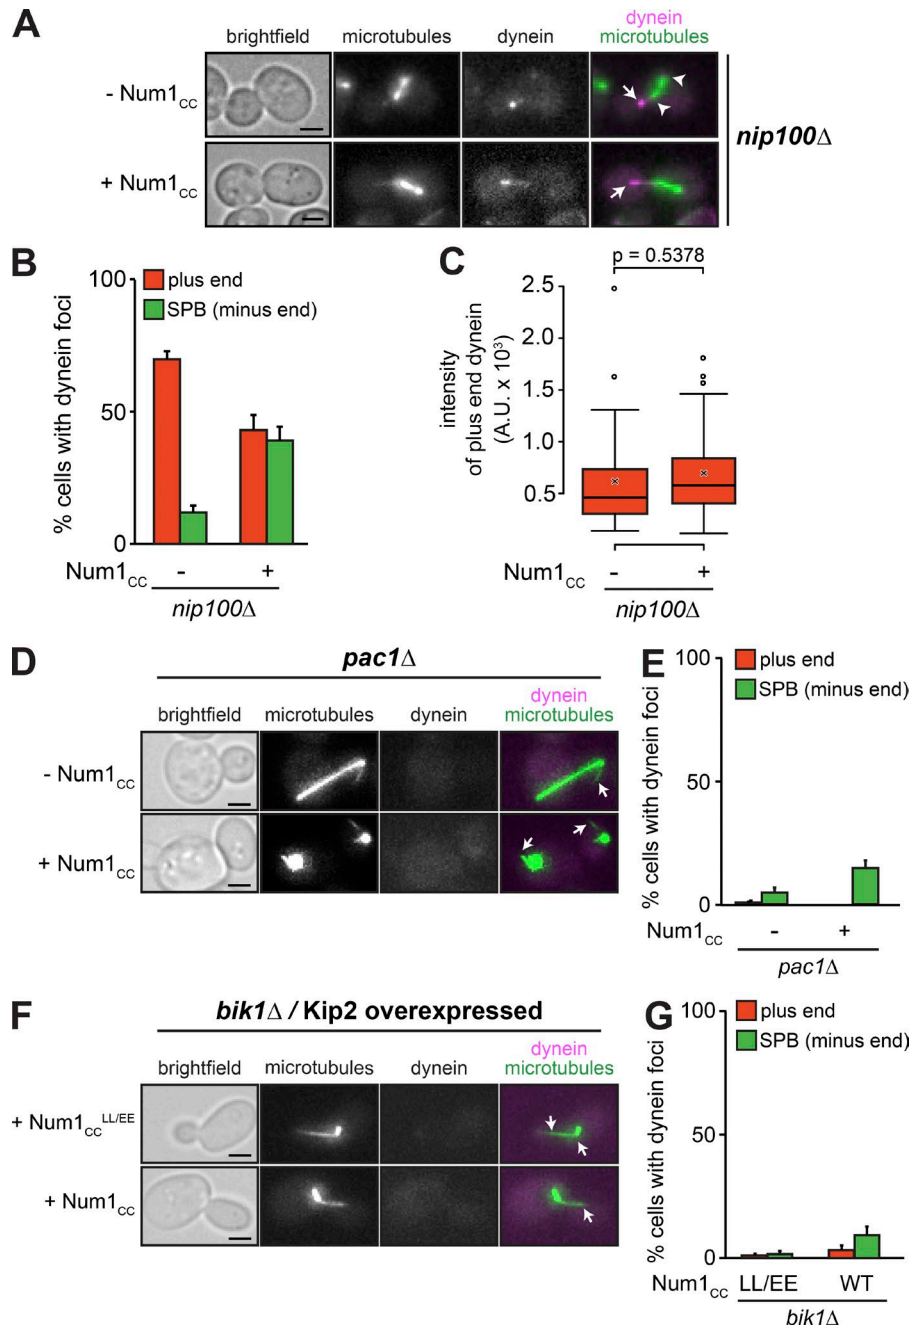 A
dynein
brightfield microtubules dynein microtubules
- Num1CC
+ Num1CC
nip100Δ
B
100
50
0
% cells with dynein foci
plus end
SPB (minus end)
Num1CC - +
nip100Δ
C
p = 0.5378
2.5
2.0
1.5
1.0
0.5
intensity
of plus end dynein
(A.U. x 10³)
Num1CC - +
nip100Δ
D
pac1Δ
dynein
brightfield microtubules dynein microtubules
- Num1CC
+ Num1CC
E
100
50
0
% cells with dynein foci
plus end
SPB (minus end)
Num1CC - +
pac1Δ
F
bik1Δ / Kip2 overexpressed
dynein
brightfield microtubules dynein microtubules
+ Num1CC LL/EE
+ Num1CC
G
100
50
0
% cells with dynein foci
plus end
SPB (minus end)
Num1CC LL/EE WT
bik1Δ